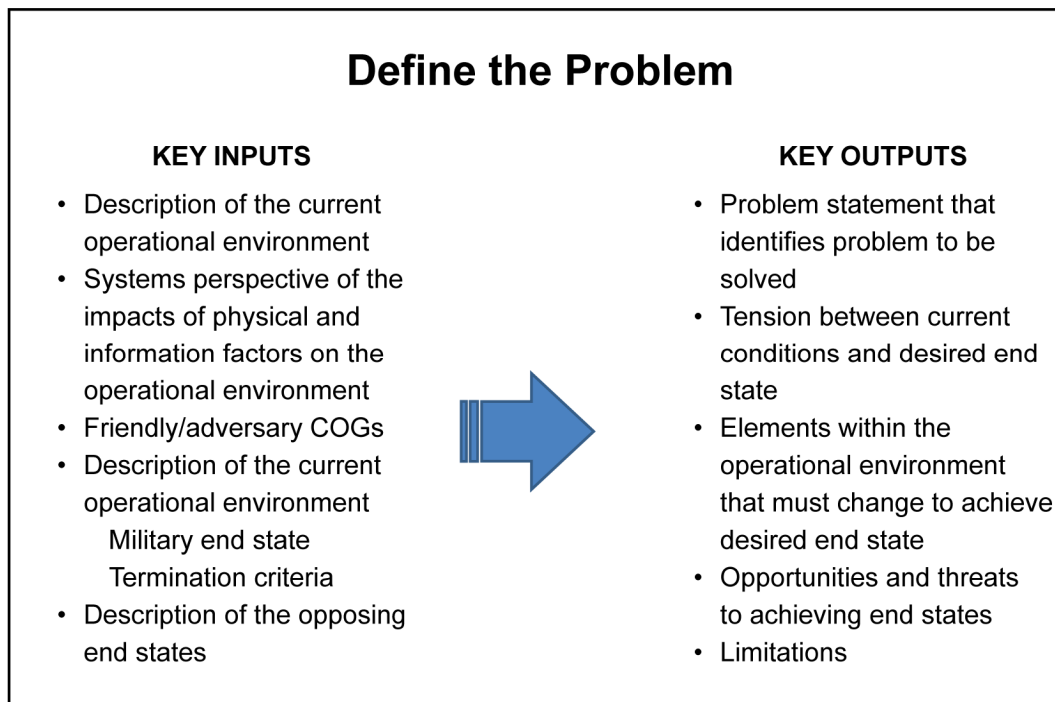 Define the Problem
KEY INPUTS
• Description of the current
operational environment
• Systems perspective of the
impacts of physical and
information factors on the
operational environment
• Friendly/adversary COGs
• Description of the current
operational environment
Military end state
Termination criteria
• Description of the opposing
end states
KEY OUTPUTS
• Problem statement that
identifies problem to be
solved
• Tension between current
conditions and desired end
state
• Elements within the
operational environment
that must change to achieve
desired end state
• Opportunities and threats
to achieving end states
• Limitations